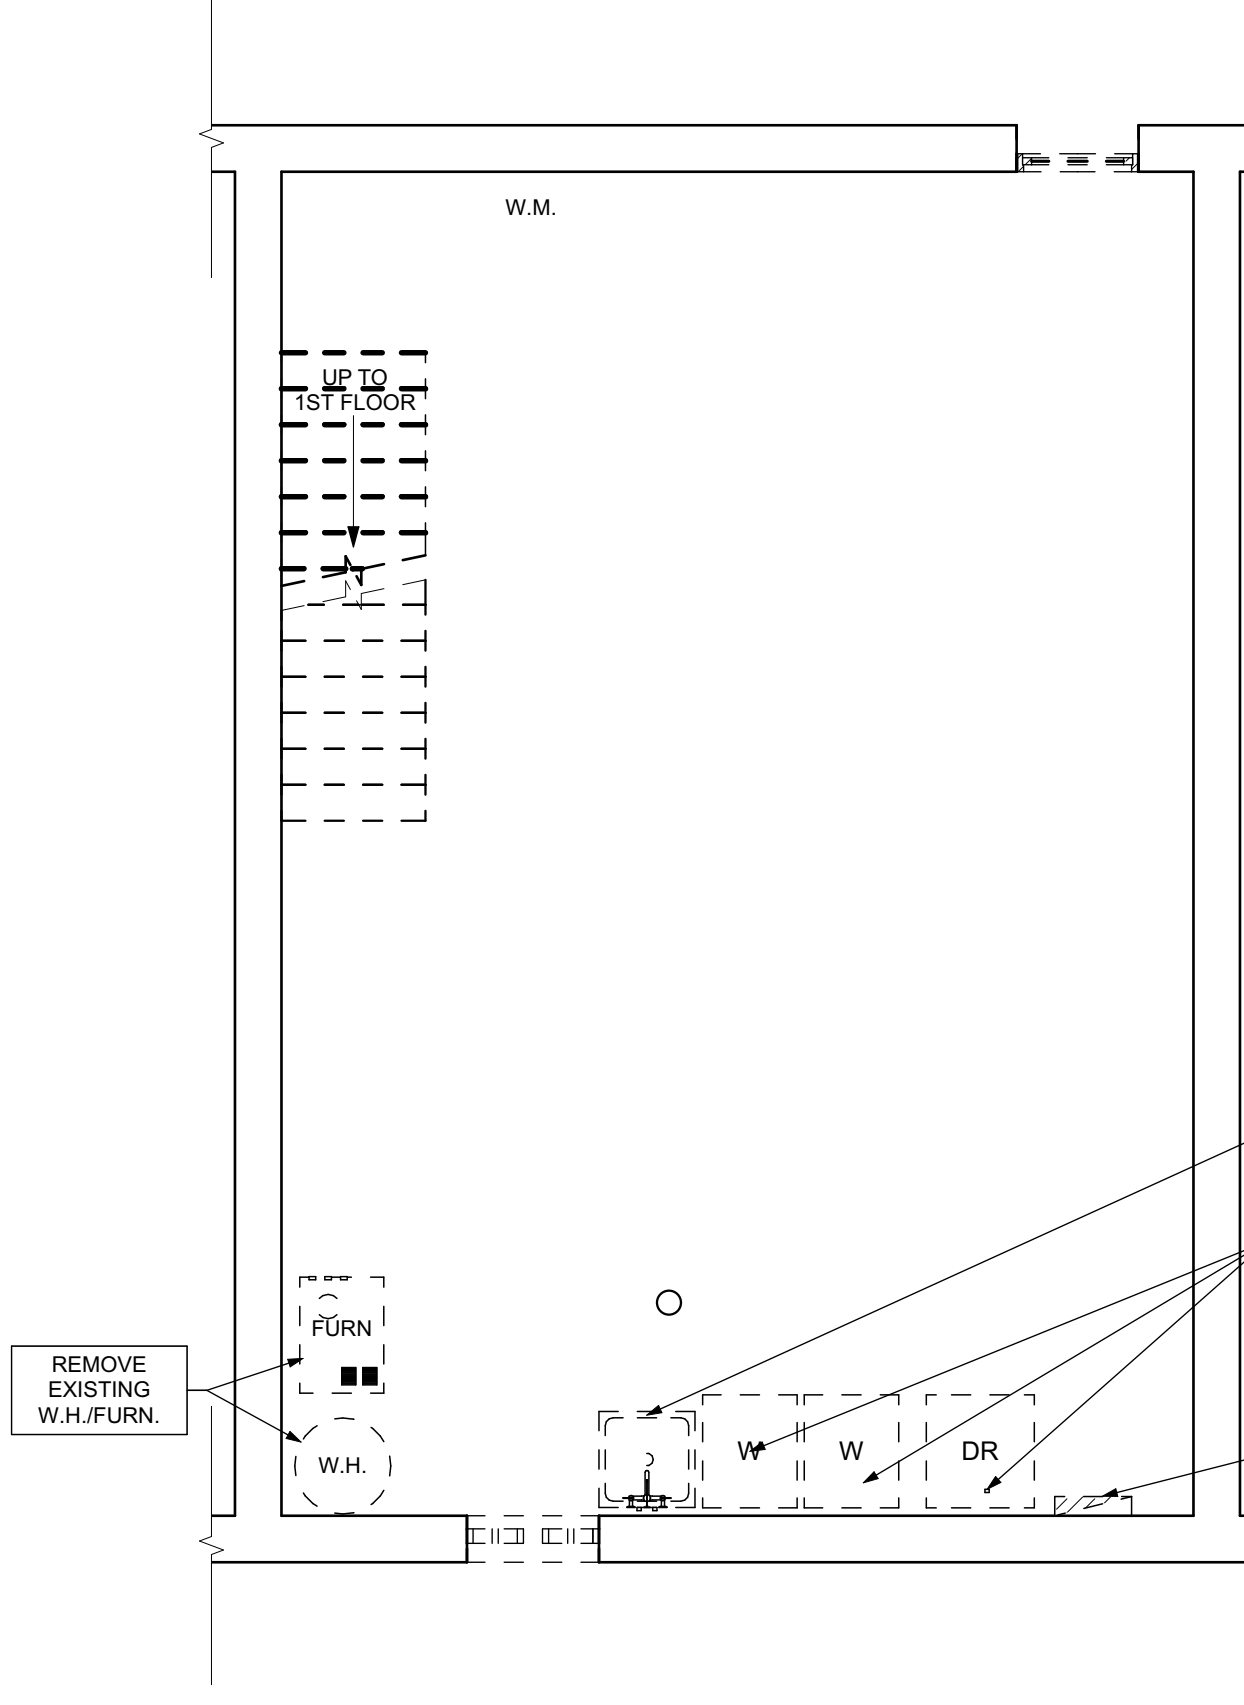 W.M.
UP TO
1ST FLOOR
FURN
REMOVE
EXISTING
W.H./FURN.
W.H.
W
W
DR